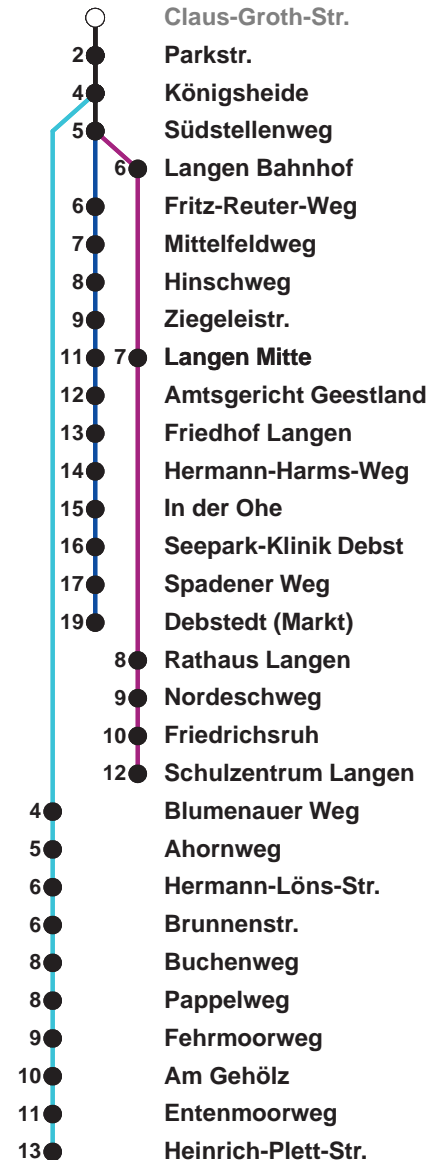 Claus-Groth-Str.
2 Parkstr.
4 Königsheide
5 Südstellenweg
6 Langen Bahnhof
6 Fritz-Reuter-Weg
7 Mittelfeldweg
8 Hinschweg
9 Ziegeleistr.
11 7 Langen Mitte
12 Amtsgericht Geestland
13 Friedhof Langen
14 Hermann-Harms-Weg
15 In der Ohe
16 Seepark-Klinik Debst
17 Spadener Weg
19 Debstedt (Markt)
8 Rathaus Langen
9 Nordeschweg
10 Friedrichsruh
12 Schulzentrum Langen
4 Blumenauer Weg
5 Ahornweg
6 Hermann-Löns-Str.
6 Brunnenstr.
8 Buchenweg
8 Pappelweg
9 Fehrmoorweg
10 Am Gehölz
11 Entenmoorweg
13 Heinrich-Plett-Str.